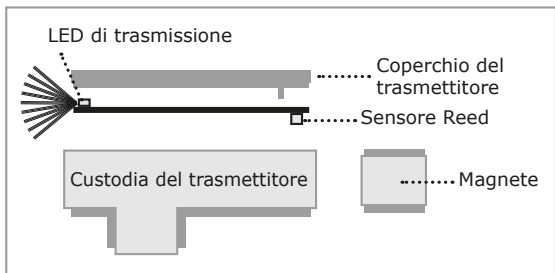 LED di trasmissione
Coperchio del
trasmettitore
Sensore Reed
Custodia del trasmettitore
Magnete